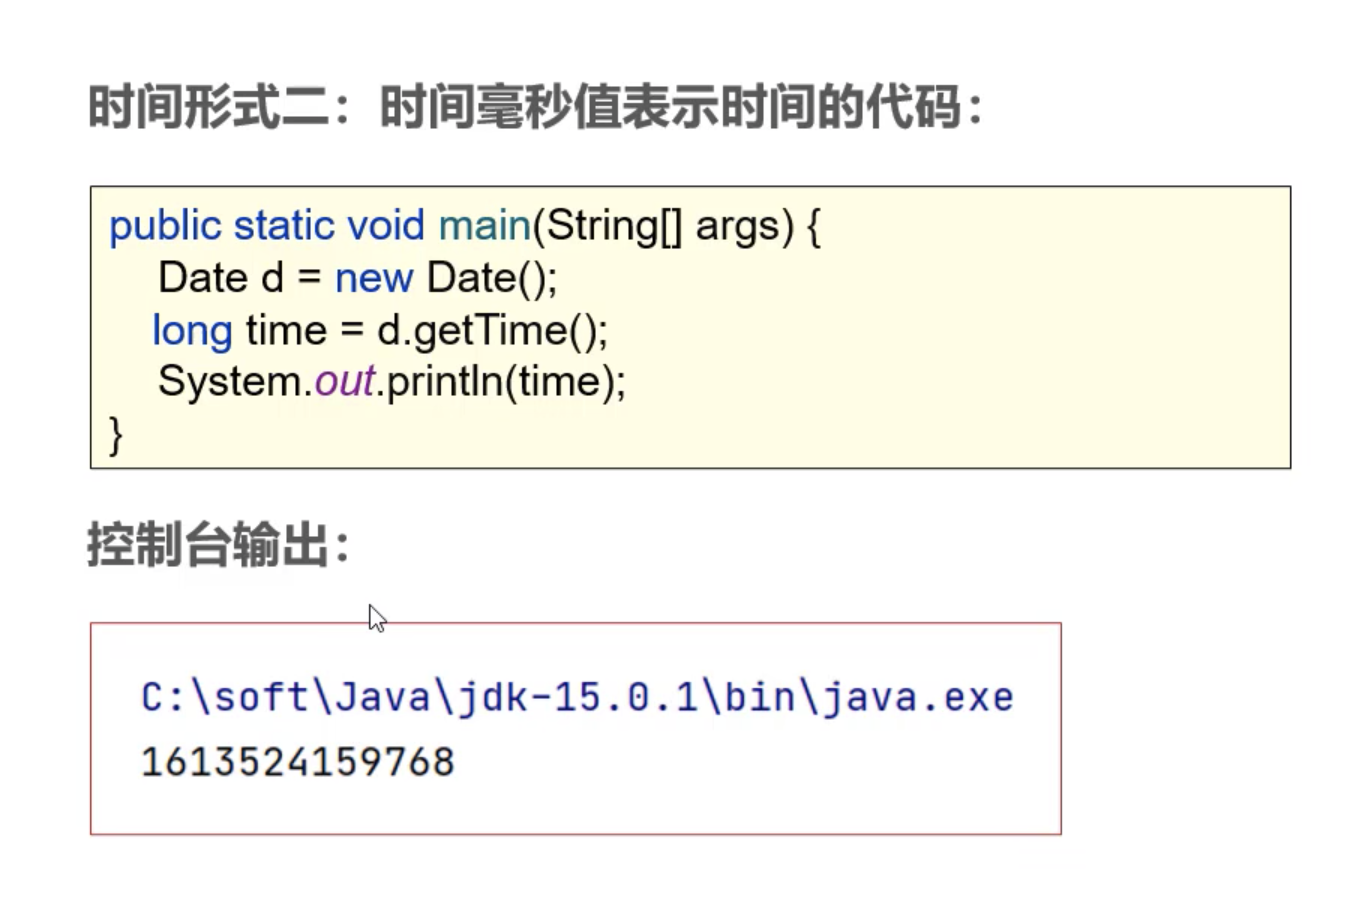 时间形式二：时间毫秒值表示时间的代码：
public static void main(String[] args) {
Date d = new Date();
long time = d.getTime();
System.out.println(time);
}
控制台输出：
C:\soft\Java\jdk-15.0.1\bin\java.exe
1613524159768